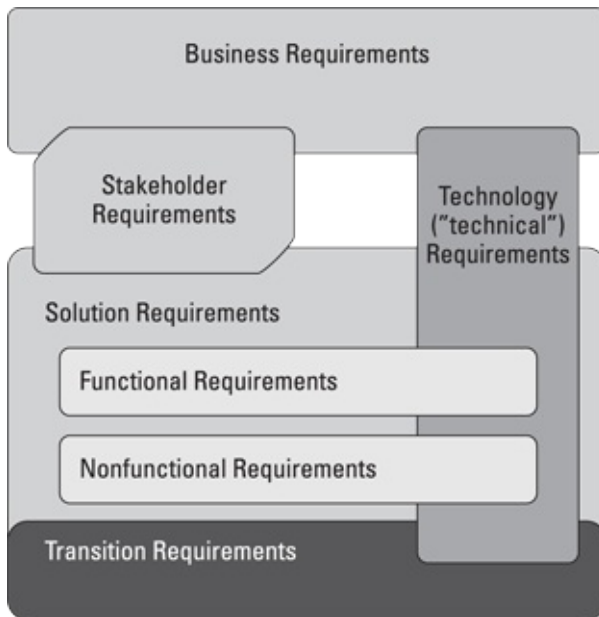 Business Requirements
Stakeholder
Requirements
Technology
("technical")
Requirements
Solution Requirements
Functional Requirements
Nonfunctional Requirements
Transition Requirements